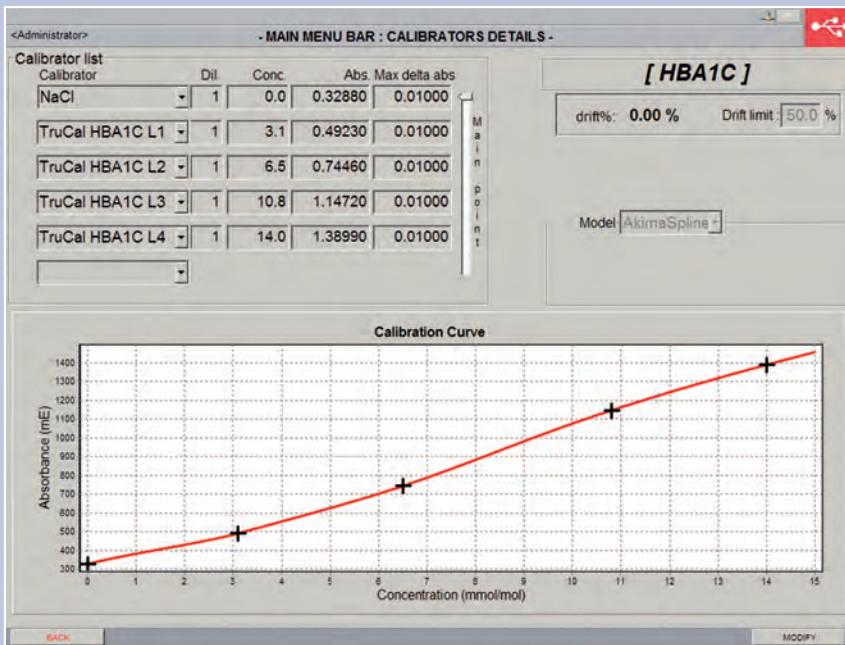 <Administrator> - MAIN MENU BAR : CALIBRATORS DETAILS -
Calibrator list
Calibrator Dil. Conc. Abs. Max delta abs
NaCl 1 0.0 0.32880 0.01000
TruCal HBA1C L1 1 3.1 0.49230 0.01000
TruCal HBA1C L2 1 6.5 0.74460 0.01000
TruCal HBA1C L3 1 10.8 1.14720 0.01000
TruCal HBA1C L4 1 14.0 1.38990 0.01000
Main point
[ HBA1C ]
drift%: 0.00 % Drift limit : 50.0 %
Model AkimaSpline
Calibration Curve
Absorbance (mE)
1400
1300
1200
1100
1000
900
800
700
600
500
400
300
0 1 2 3 4 5 6 7 8 9 10 11 12 13 14 15
Concentration (mmol/mol)
BACK MODIFY